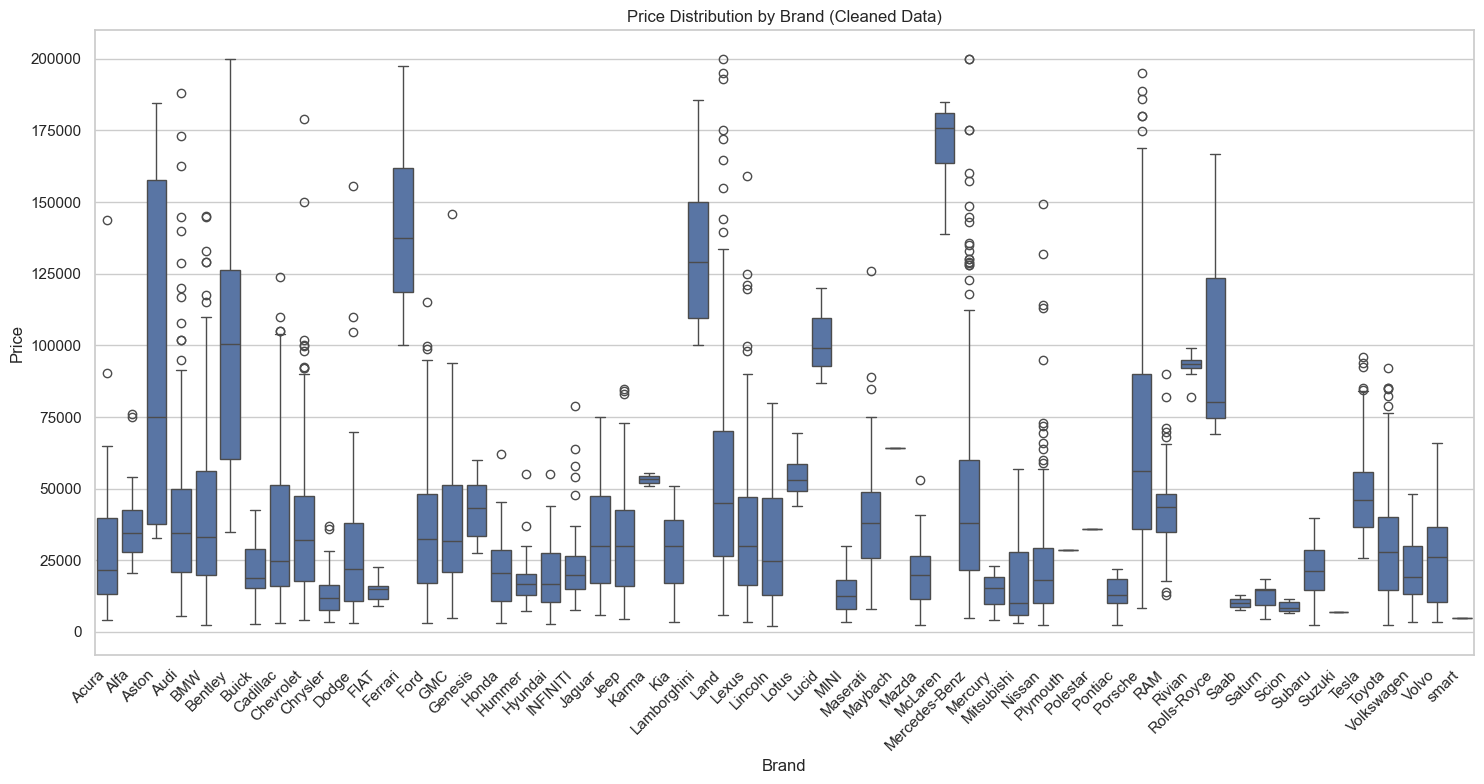 Price Distribution by Brand (Cleaned Data)
200000
175000
150000
125000
100000
75000
50000
25000
0
Price
Acura
Alfa
Aston
Audi
BMW
Bentley
Buick
Cadillac
Chevrolet
Chrysler
Dodge
FIAT
Ferrari
Ford
GMC
Genesis
Honda
Hummer
Hyundai
INFINITI
Jaguar
Jeep
Karma
Kia
Lamborghini
Land
Lexus
Lincoln
Lotus
Lucid
MINI
Maserati
Maybach
Mazda
McLaren
Mercedes-Benz
Mercury
Mitsubishi
Nissan
Plymouth
Polestar
Pontiac
Porsche
RAM
Rivian
Rolls-Royce
Saab
Saturn
Scion
Subaru
Suzuki
Tesla
Toyota
Volkswagen
Volvo
smart
Brand